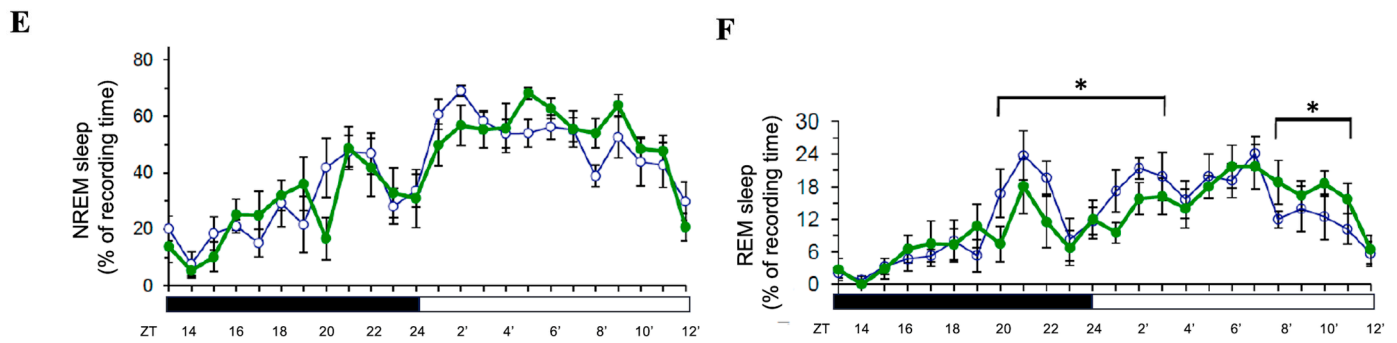 E
NREM sleep
(% of recording time)
80
60
40
20
0
ZT 14 16 18 20 22 24 2' 4' 6' 8' 10' 12'
F
REM sleep
(% of recording time)
* *
30
24
18
12
6
0
ZT 14 16 18 20 22 24 2' 4' 6' 8' 10' 12'